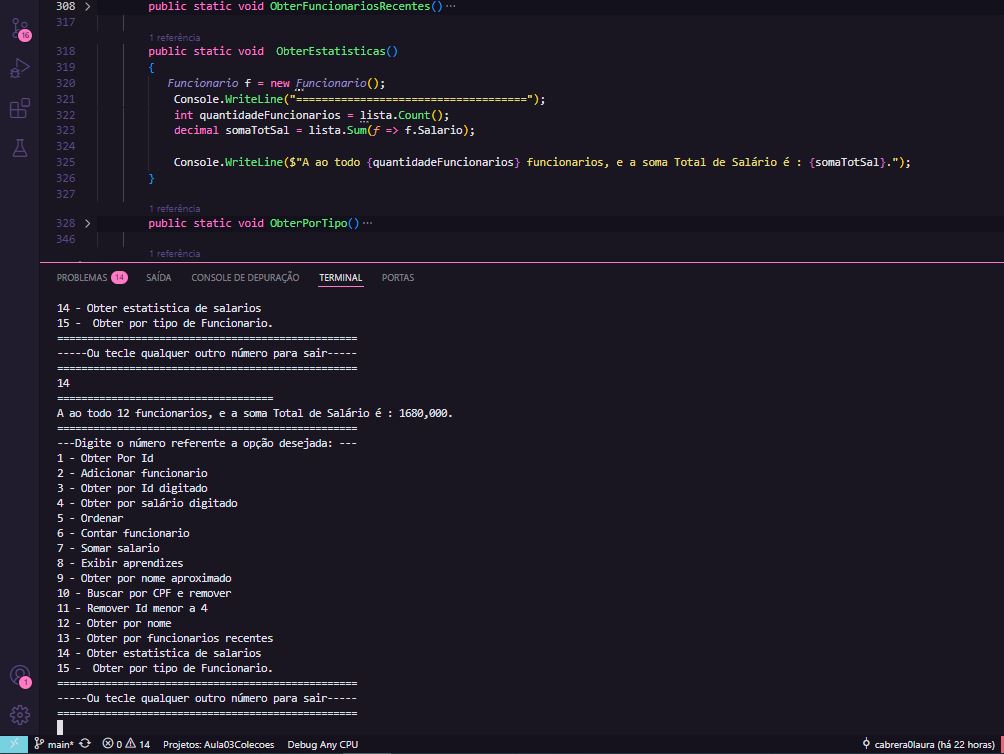 308 public static void ObterFuncionariosRecentes() ...
317
1 referência
318 public static void  ObterEstatisticas()
319 {
320 Funcionario f = new Funcionario();
321 Console.WriteLine("====================================");
322 int quantidadeFuncionarios = lista.Count();
323 decimal somaTotSal = lista.Sum(f => f.Salario);
324
325 Console.WriteLine($"A ao todo {quantidadeFuncionarios} funcionarios, e a soma Total de Salário é : {somaTotSal}.");
326 }
327
1 referência
328 public static void ObterPorTipo() ...
346
1 referência
16
PROBLEMAS 14 SAÍDA CONSOLE DE DEPURAÇÃO TERMINAL PORTAS
14 - Obter estatistica de salarios
15 -  Obter por tipo de Funcionario.
==================================================
-----Ou tecle qualquer outro número para sair-----
==================================================
14
====================================
A ao todo 12 funcionarios, e a soma Total de Salário é : 1680,000.
==================================================
---Digite o número referente a opção desejada: ---
1 - Obter Por Id
2 - Adicionar funcionario
3 - Obter por Id digitado
4 - Obter por salário digitado
5 - Ordenar
6 - Contar funcionario
7 - Somar salario
8 - Exibir aprendizes
9 - Obter por nome aproximado
10 - Buscar por CPF e remover
11 - Remover Id menor a 4
12 - Obter por nome
13 - Obter por funcionarios recentes
14 - Obter estatistica de salarios
15 -  Obter por tipo de Funcionario.
==================================================
-----Ou tecle qualquer outro número para sair-----
==================================================
1
main* 0 14 Projetos: Aula03Colecoes Debug Any CPU cabrera0laura (há 22 horas)